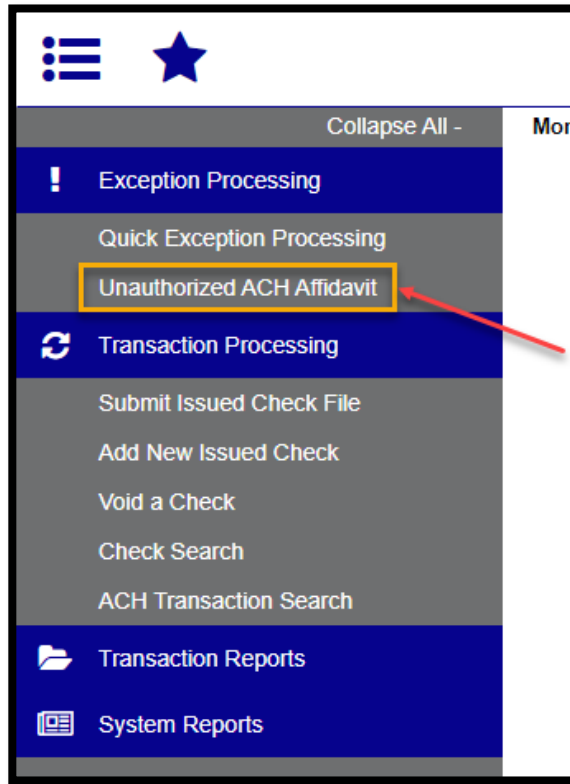 Collapse All -
Exception Processing
Quick Exception Processing
Unauthorized ACH Affidavit
Transaction Processing
Submit Issued Check File
Add New Issued Check
Void a Check
Check Search
ACH Transaction Search
Transaction Reports
System Reports